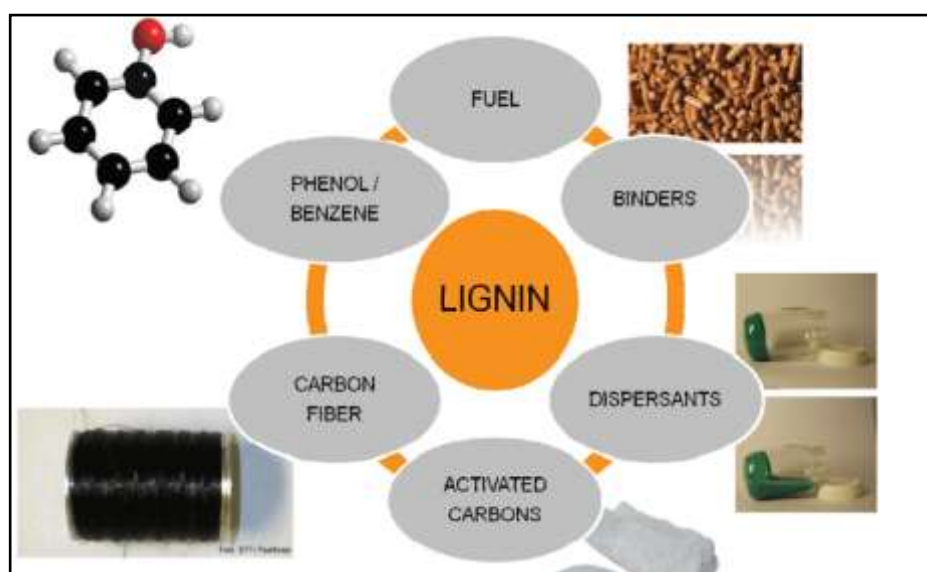 FUEL
PHENOL /
BENZENE
BINDERS
LIGNIN
CARBON
FIBER
DISPERSANTS
ACTIVATED
CARBONS